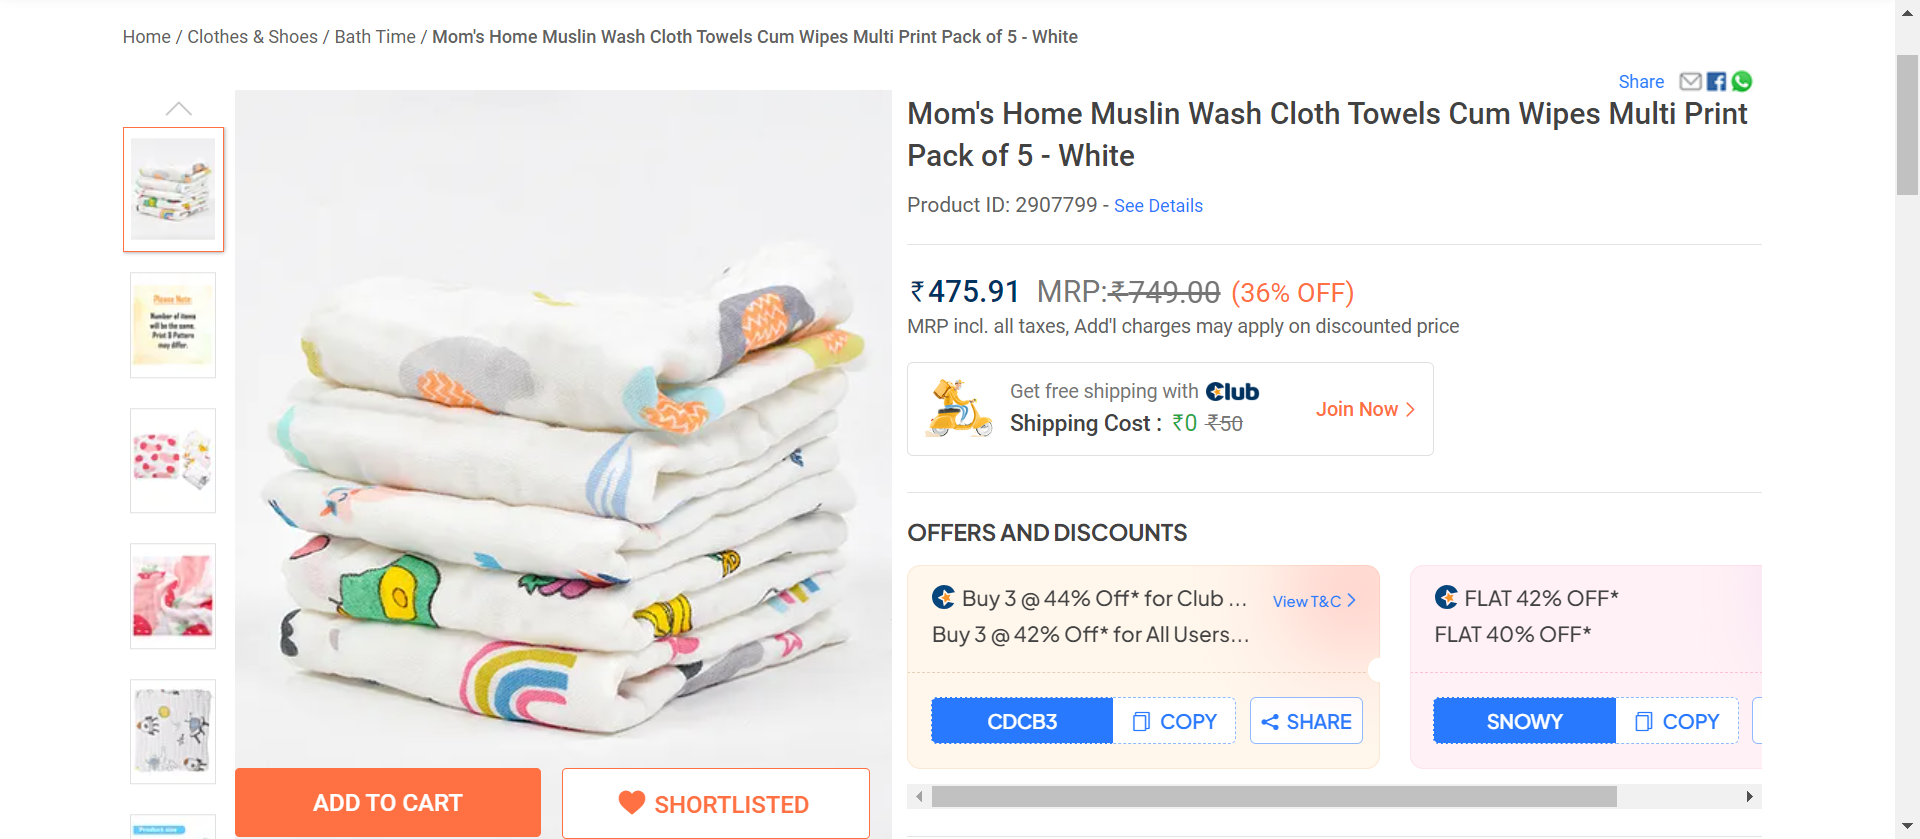 Home / Clothes & Shoes / Bath Time / Mom's Home Muslin Wash Cloth Towels Cum Wipes Multi Print Pack of 5 - White
Share
Mom's Home Muslin Wash Cloth Towels Cum Wipes Multi Print
Pack of 5 - White
Product ID: 2907799 - See Details
₹475.91 MRP:₹749.00 (36% OFF)
MRP incl. all taxes, Add'l charges may apply on discounted price
Get free shipping with Club
Shipping Cost : ₹0 ₹50
Join Now
OFFERS AND DISCOUNTS
Buy 3 @ 44% Off* for Club ...
View T&C
Buy 3 @ 42% Off* for All Users...
CDCB3
COPY
SHARE
FLAT 42% OFF*
FLAT 40% OFF*
SNOWY
COPY
Please Note:
Number of items
will be the same.
Print & Pattern
may differ.
Product size
ADD TO CART
SHORTLISTED